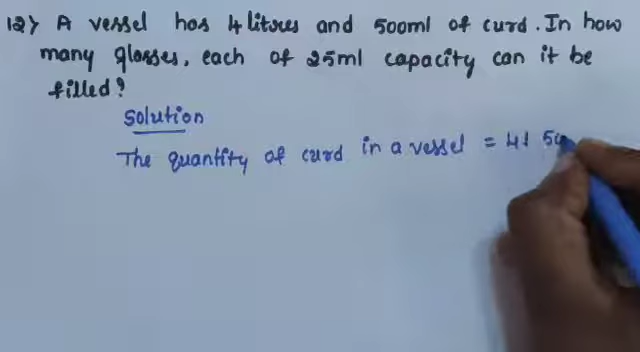 12) A vessel has 4 litres and 500ml of curd. In how
many glasses, each of 25ml capacity can it be
filled?
Solution
The quantity of curd in a vessel = 4l 50